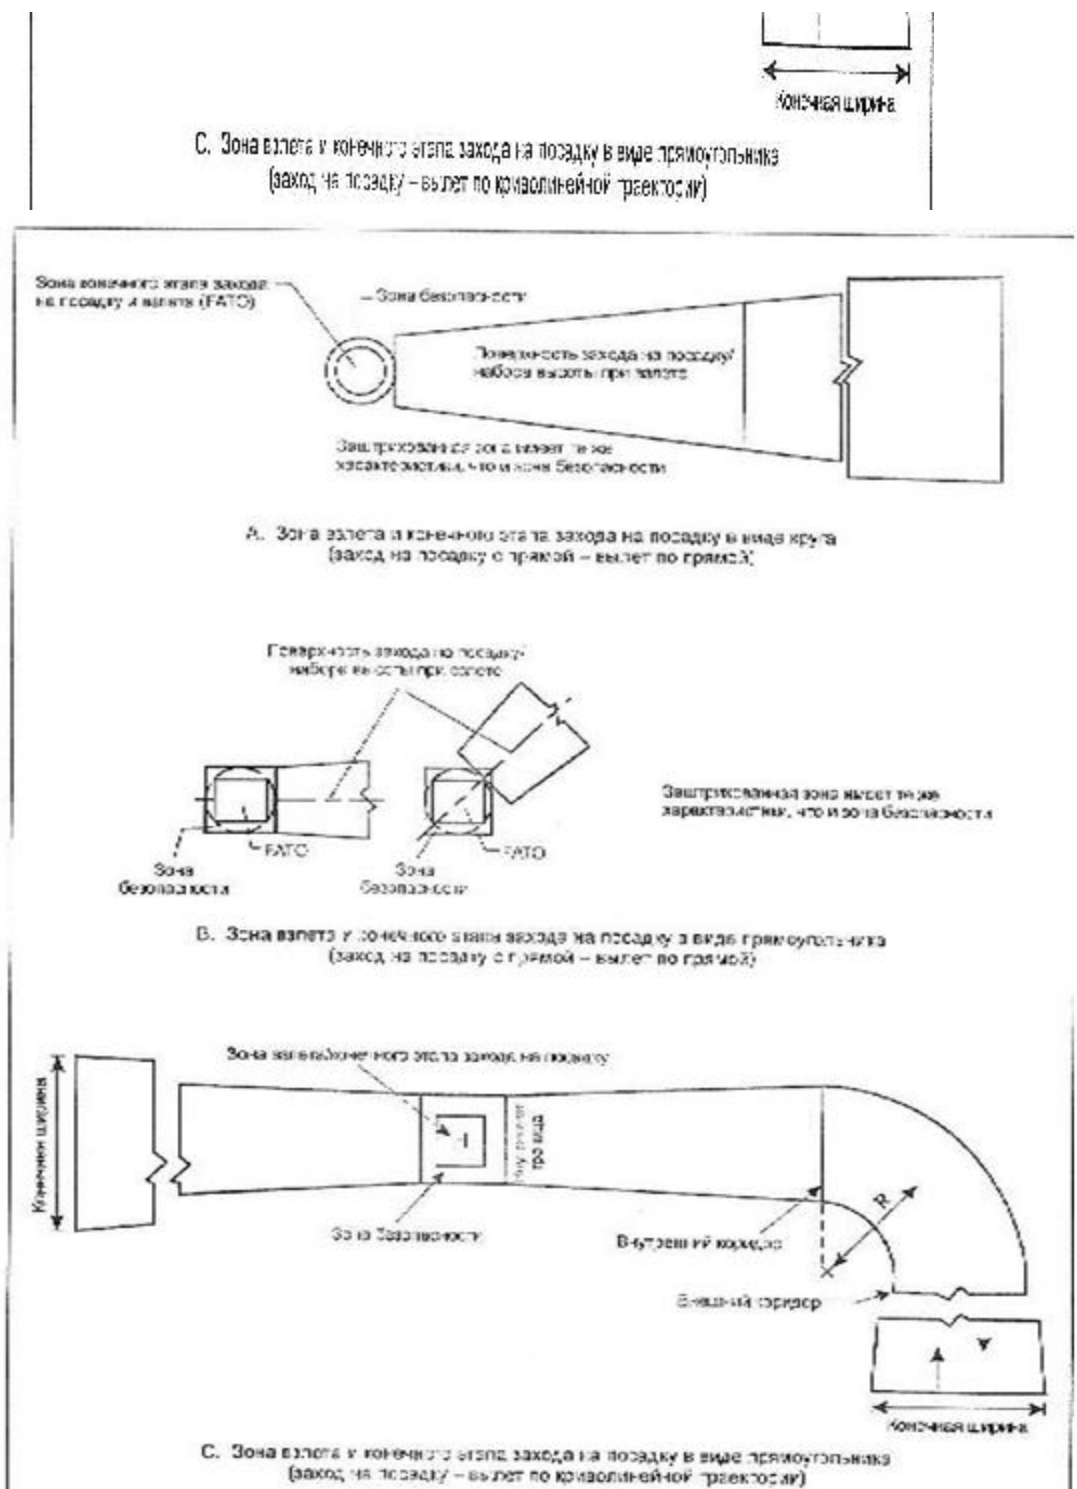 Конечная ширина
C. Зона взлета и конечного этапа захода на посадку в виде прямоугольника
(заход на посадку – вылет по криволинейной траектории)
Зона конечного этапа захода
на посадку и взлета (FATO)
Зона безопасности
Поверхность захода на посадку/
набора высоты при взлете
Заштрихованная зона имеет те же
характеристики, что и зона безопасности
A. Зона взлета и конечного этапа захода на посадку в виде круга
(заход на посадку с прямой – вылет по прямой)
Поверхность захода на посадку/
набора высоты при взлете
Заштрихованная зона имеет те же
характеристики, что и зона безопасности
FATO
FATO
Зона
безопасности
Зона
безопасности
B. Зона взлета и конечного этапа захода на посадку в виде прямоугольника
(заход на посадку с прямой – вылет по прямой)
Зона взлета/конечного этапа захода на посадку
Конечная ширина
граница
R
Зона безопасности
Внутренний коридор
Внешний коридор
Конечная ширина
C. Зона взлета и конечного этапа захода на посадку в виде прямоугольника
(заход на посадку – вылет по криволинейной траектории)